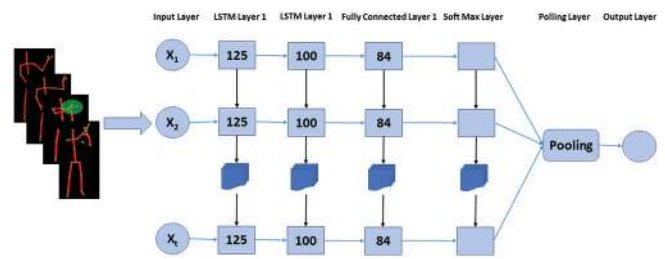 Input Layer LSTM Layer 1 LSTM Layer 1 Fully Connected Layer 1 Soft Max Layer Polling Layer Output Layer
X1 125 100 84
X2 125 100 84
Pooling
Xt 125 100 84